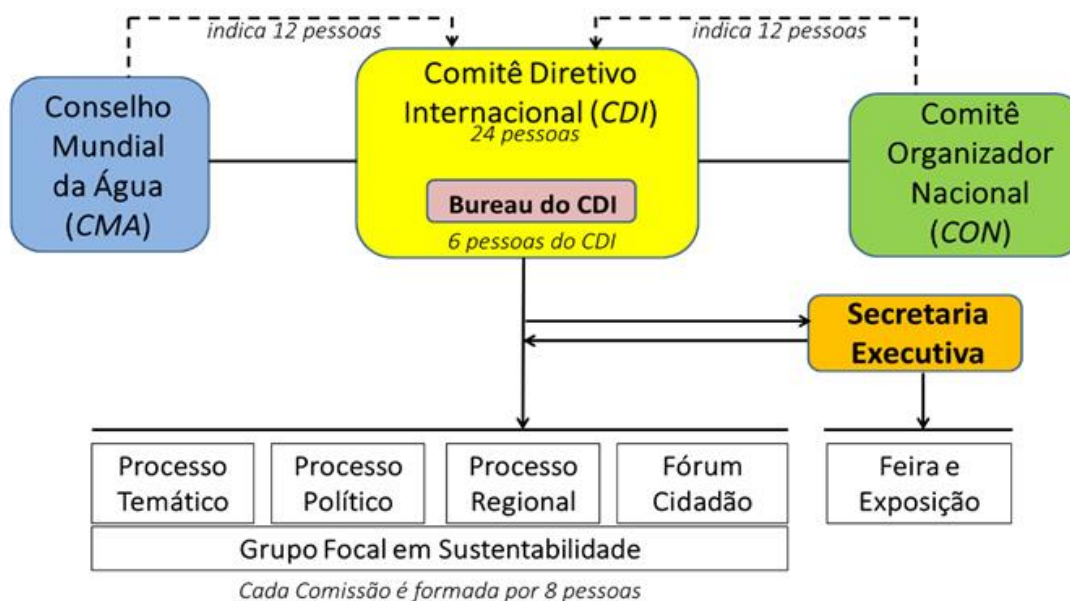 indica 12 pessoas
indica 12 pessoas
Conselho
Mundial
da Água
(CMA)
Comitê Diretivo
Internacional (CDI)
24 pessoas
Bureau do CDI
6 pessoas do CDI
Comitê
Organizador
Nacional
(CON)
Secretaria
Executiva
Processo
Temático
Processo
Político
Processo
Regional
Fórum
Cidadão
Feira e
Exposição
Grupo Focal em Sustentabilidade
Cada Comissão é formada por 8 pessoas